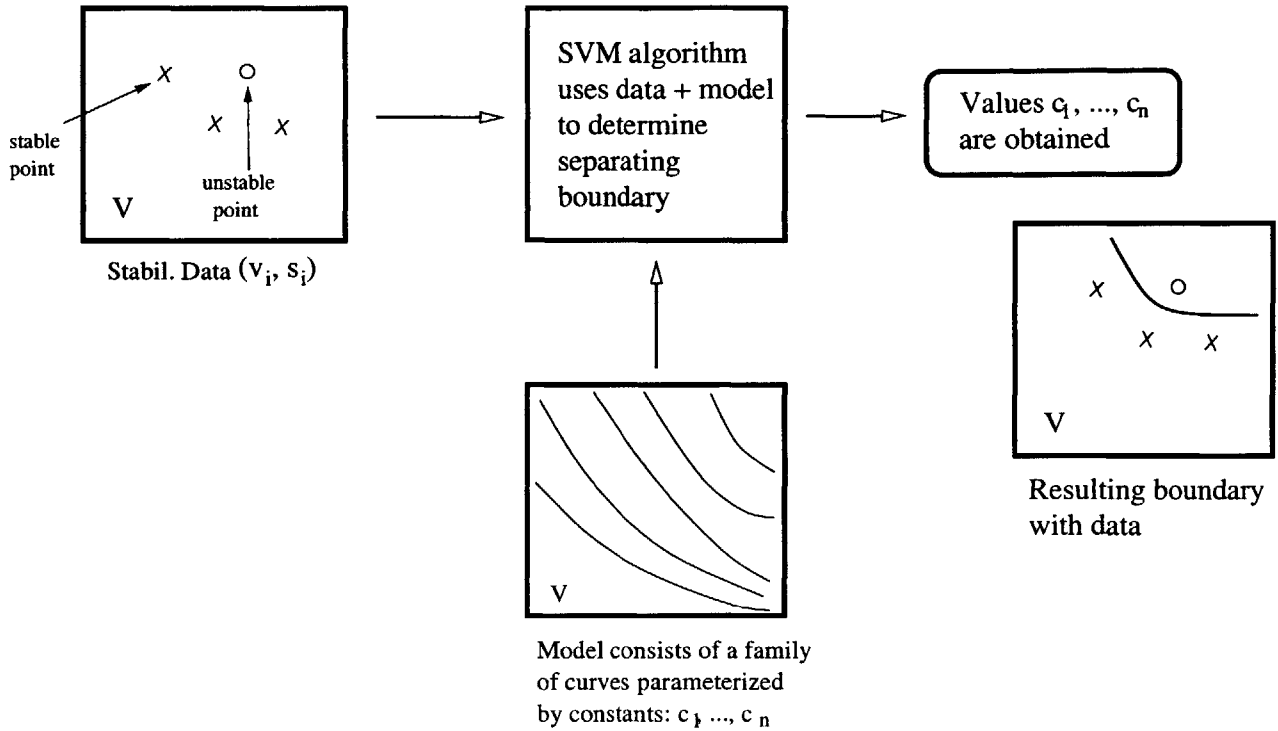 X
O
X
X
stable
point
unstable
point
V
Stabil. Data (v_i, s_i)
SVM algorithm
uses data + model
to determine
separating
boundary
Values c_1, ..., c_n
are obtained
X
O
X
X
V
Resulting boundary
with data
V
Model consists of a family
of curves parameterized
by constants: c_1, ..., c_n